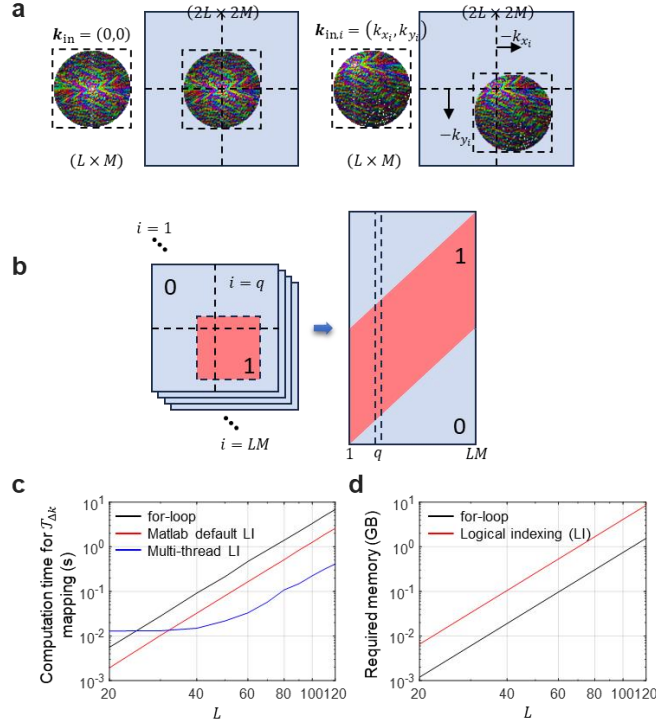 a
k_in = (0,0)
(2L × 2M)
(L × M)
k_in,i = (k_xi, k_yi)
(2L × 2M)
−k_xi
−k_yi
(L × M)
b
i = 1
0
i = q
1
i = LM
1
0
1
q
LM
c
Computation time for 𝒯_Δk
mapping (s)
for-loop
Matlab default LI
Multi-thread LI
10^1
10^0
10^-1
10^-2
10^-3
20
40
60
80
100
120
L
d
Required memory (GB)
for-loop
Logical indexing (LI)
10^1
10^0
10^-1
10^-2
10^-3
20
40
60
80
100
120
L